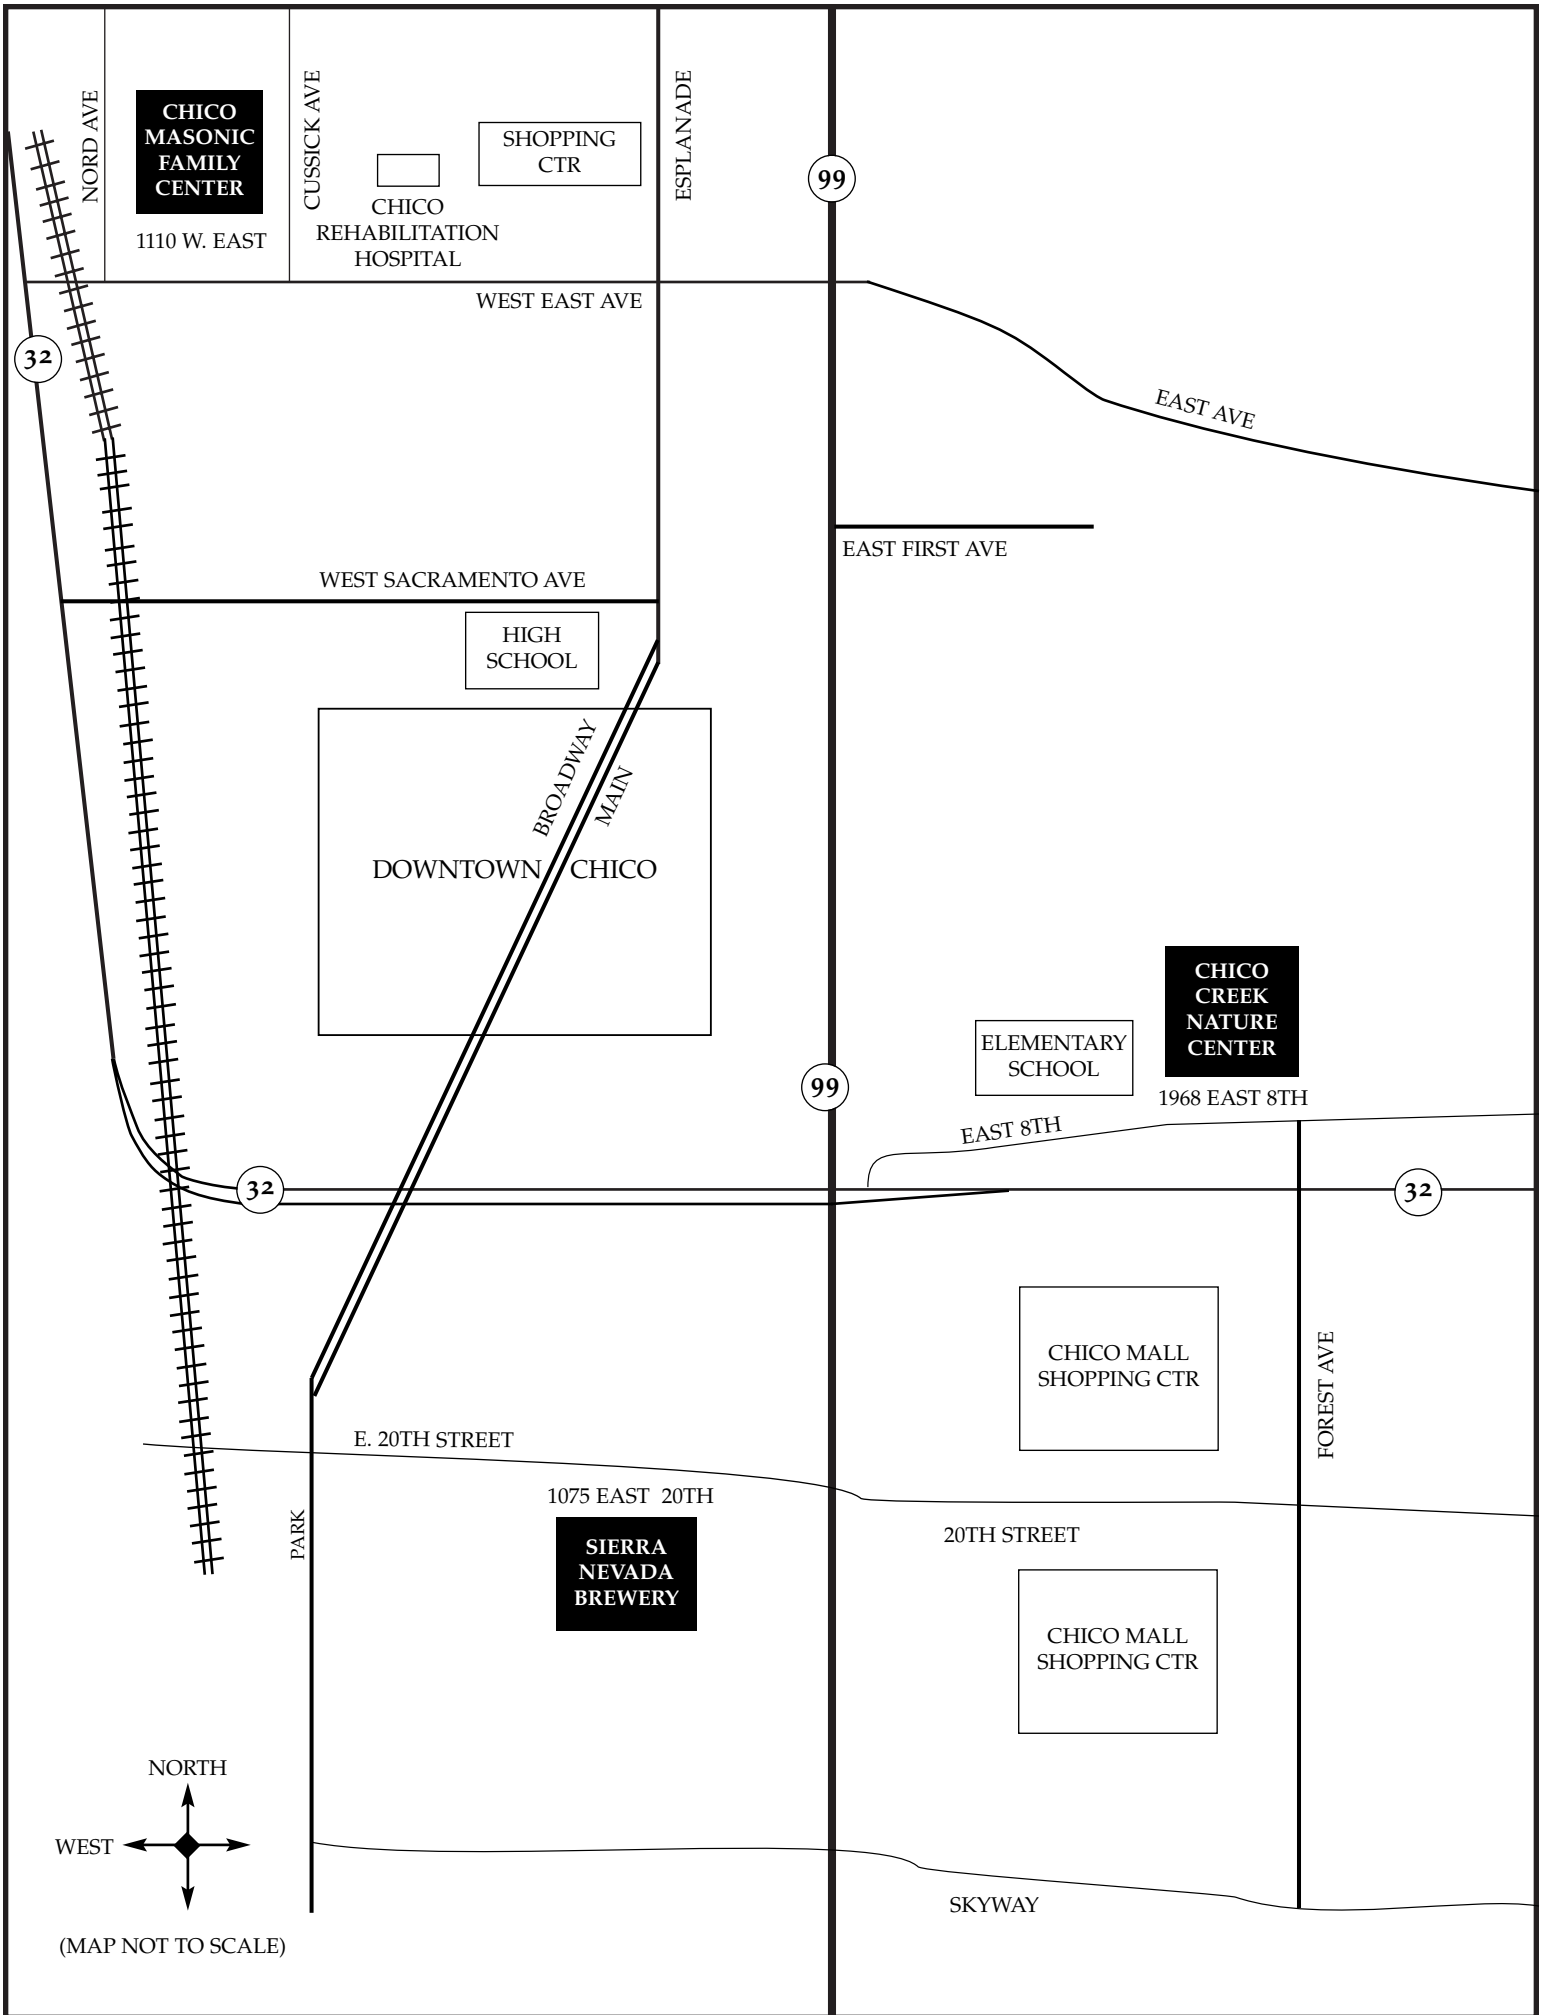 NORD AVE
CHICO
MASONIC
FAMILY
CENTER
1110 W. EAST
CUSSICK AVE
CHICO
REHABILITATION
HOSPITAL
SHOPPING
CTR
ESPLANADE
99
WEST EAST AVE
32
EAST AVE
EAST FIRST AVE
WEST SACRAMENTO AVE
HIGH
SCHOOL
BROADWAY
MAIN
DOWNTOWN CHICO
CHICO
CREEK
NATURE
CENTER
1968 EAST 8TH
ELEMENTARY
SCHOOL
99
EAST 8TH
32
32
CHICO MALL
SHOPPING CTR
FOREST AVE
E. 20TH STREET
1075 EAST 20TH
SIERRA
NEVADA
BREWERY
PARK
20TH STREET
CHICO MALL
SHOPPING CTR
NORTH
WEST
SKYWAY
(MAP NOT TO SCALE)